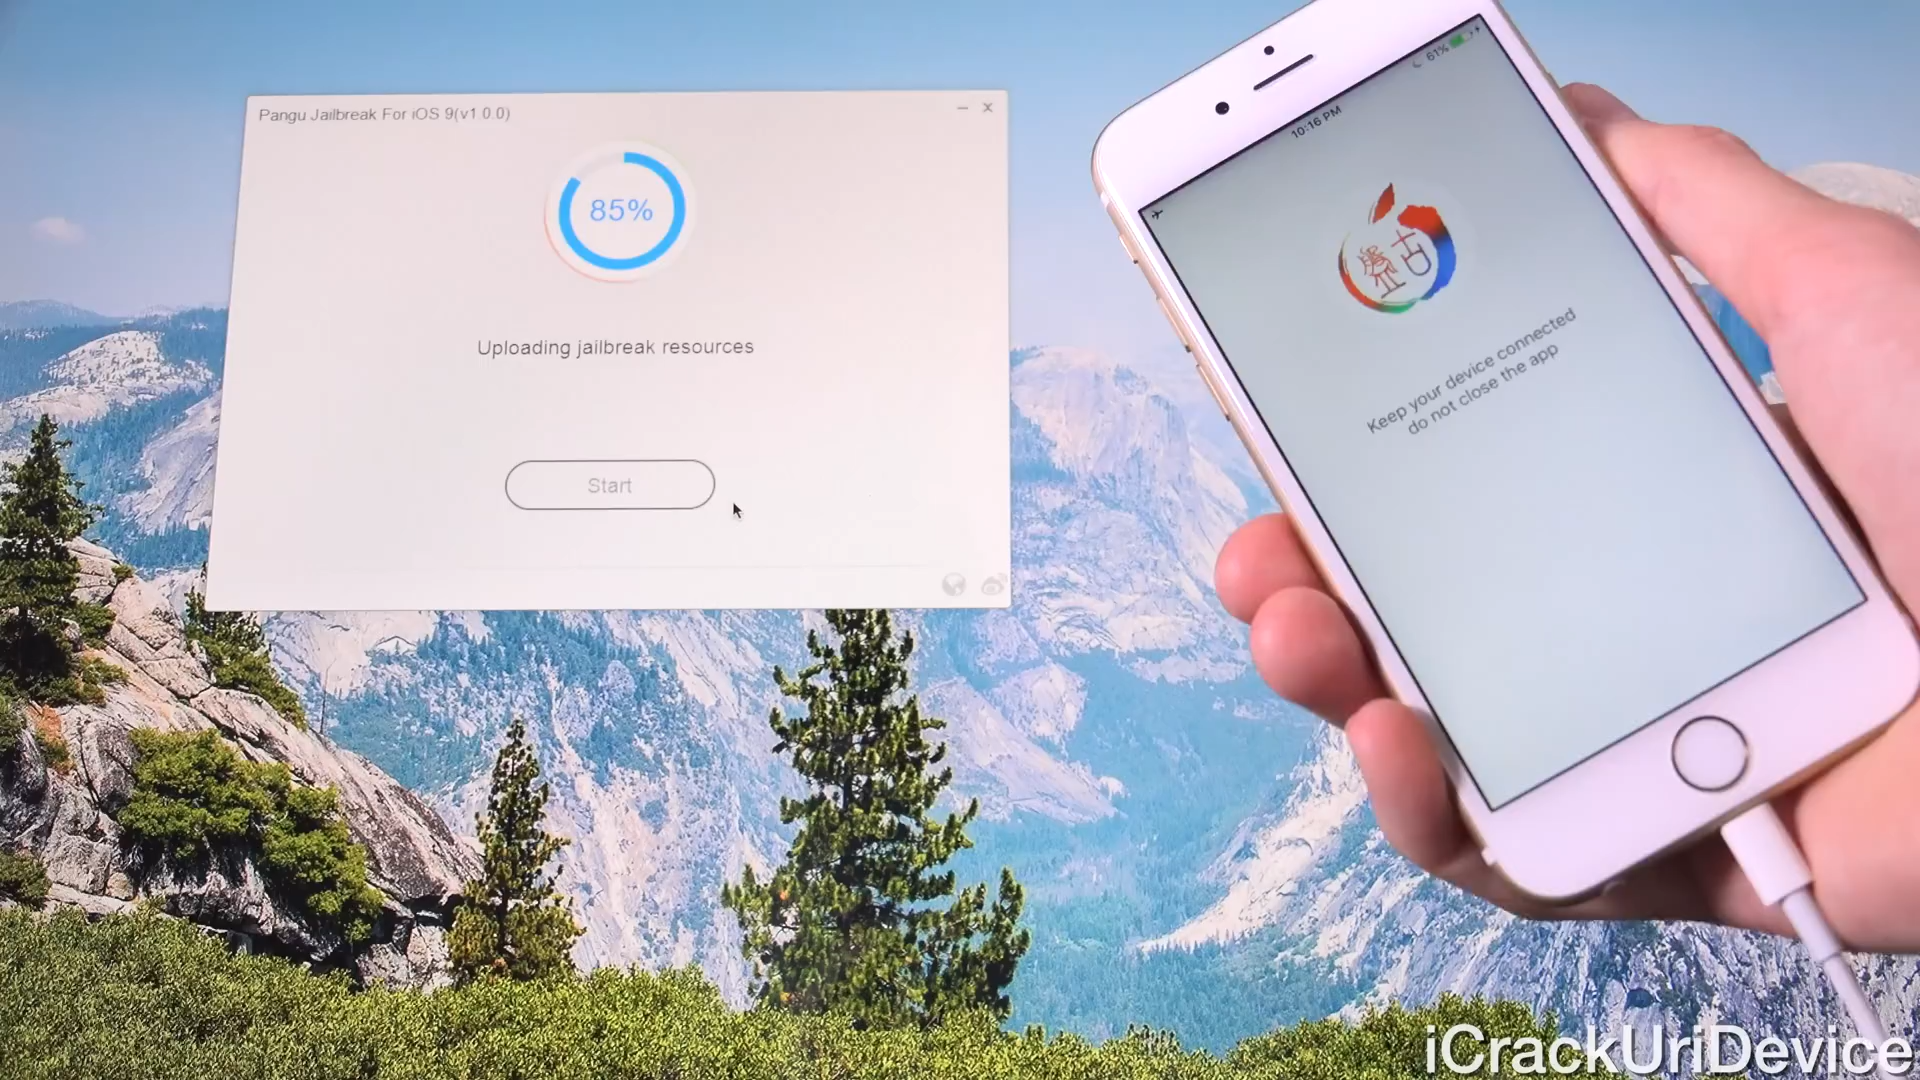 Pangu Jailbreak For iOS 9(v1.0.0)
85%
Uploading jailbreak resources
Start
61%
10:16 PM
盤古
Keep your device connected
do not close the app
iCrackUriDevice